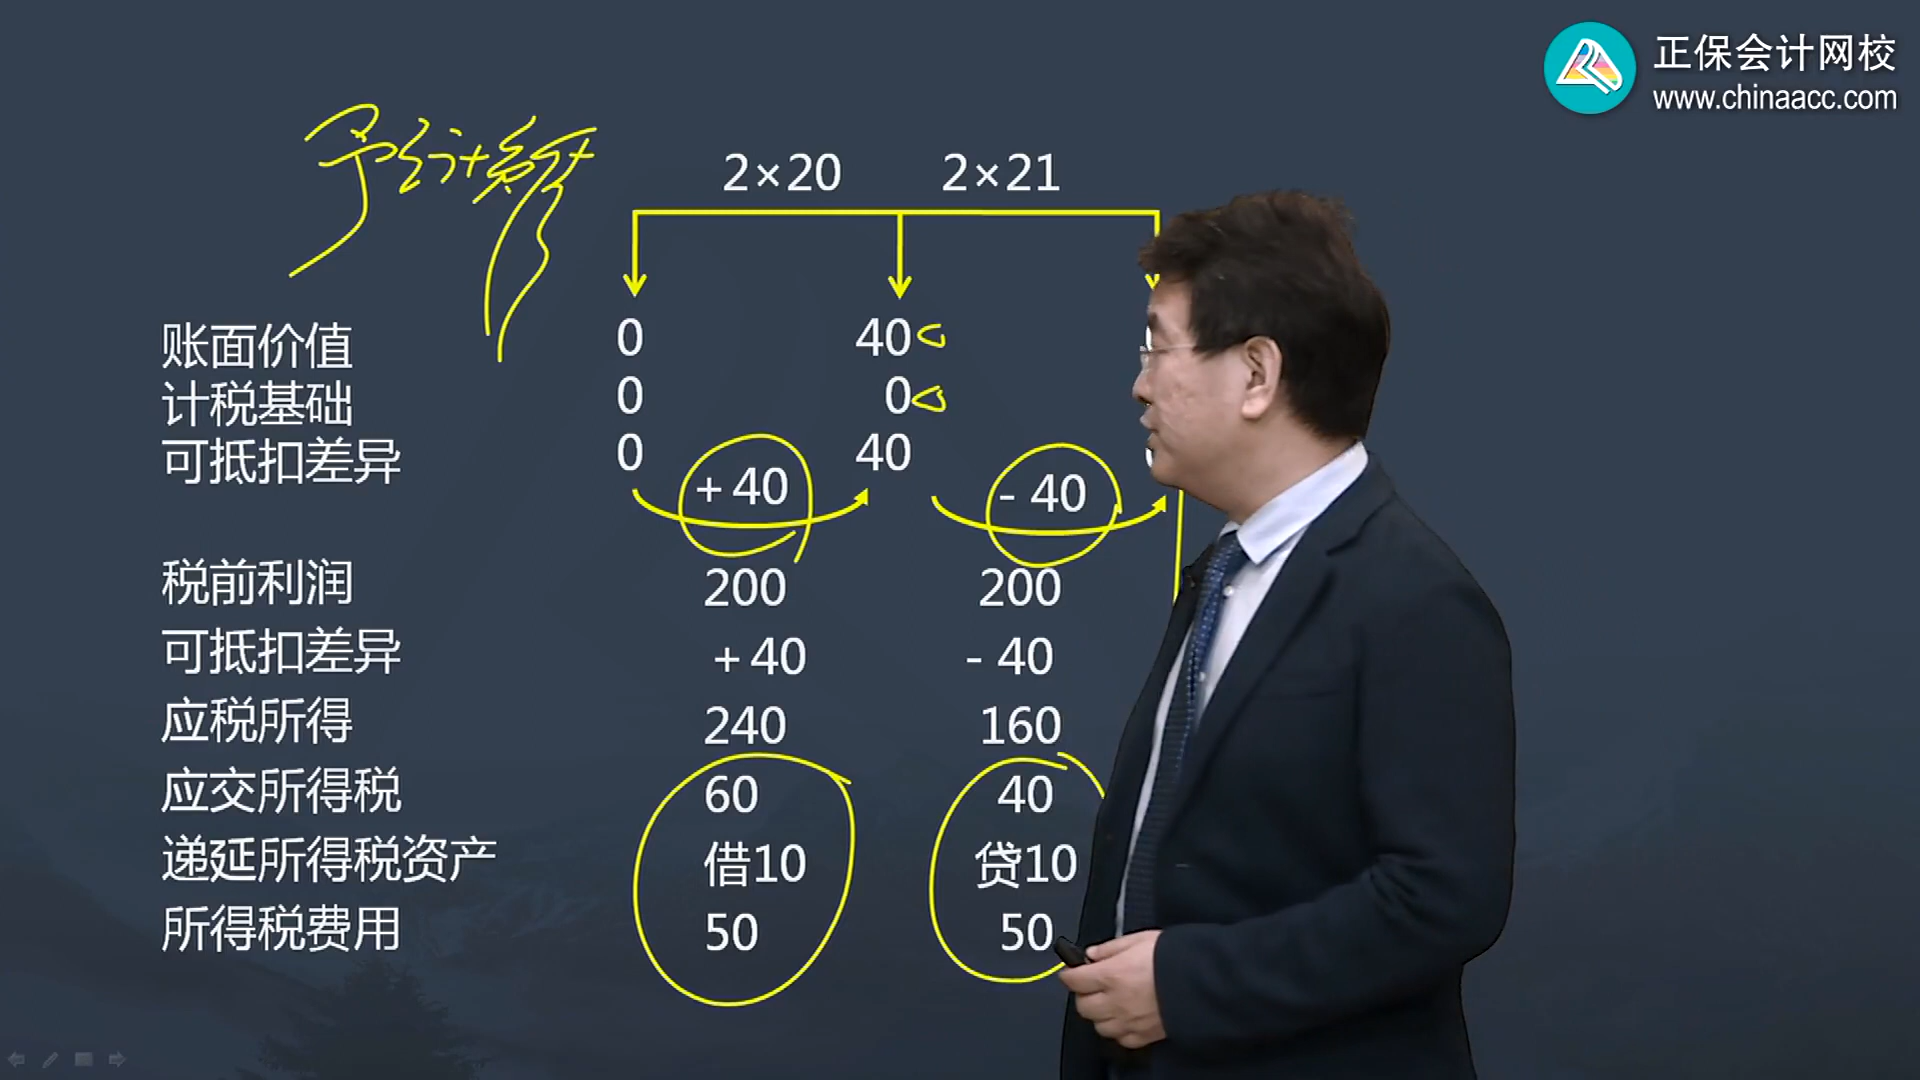 正保会计网校
www.chinaacc.com
予计负债
2×20 2×21
账面价值 0 40
计税基础 0 0
可抵扣差异 0 40
+40 - 40
税前利润 200 200
可抵扣差异 +40 - 40
应税所得 240 160
应交所得税 60 40
递延所得税资产 借10 贷10
所得税费用 50 50